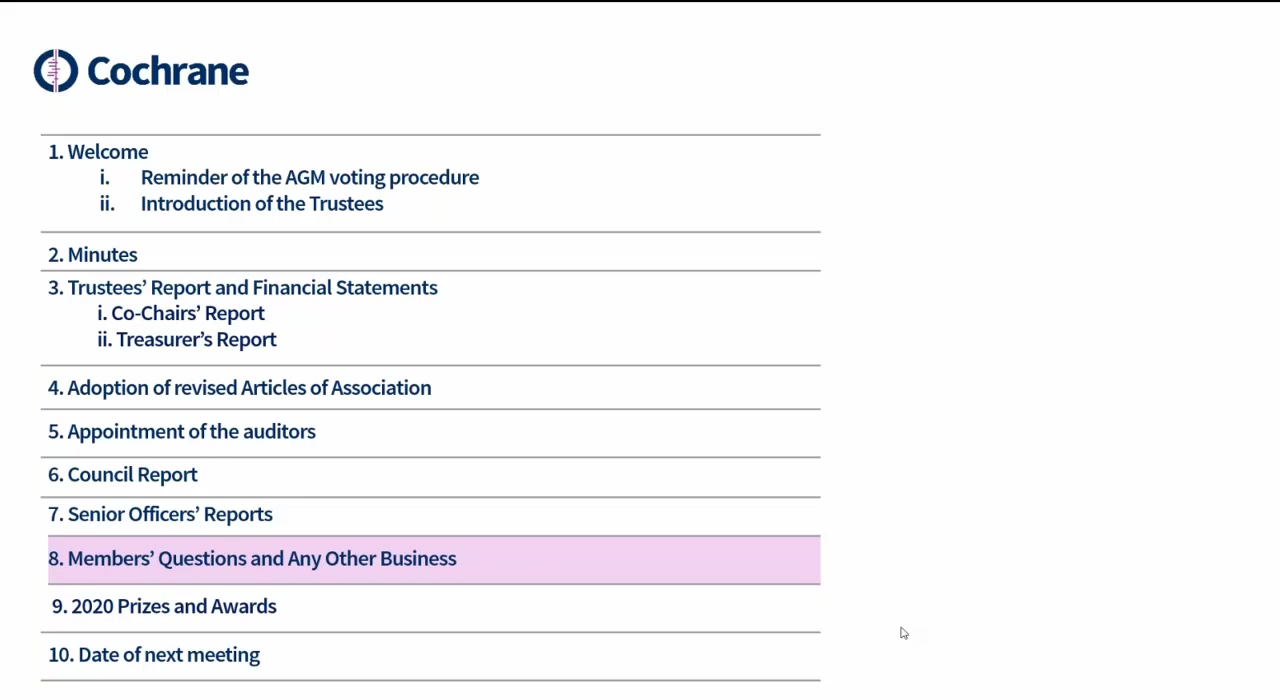 Cochrane
1. Welcome
i. Reminder of the AGM voting procedure
ii. Introduction of the Trustees
2. Minutes
3. Trustees’ Report and Financial Statements
i. Co-Chairs’ Report
ii. Treasurer’s Report
4. Adoption of revised Articles of Association
5. Appointment of the auditors
6. Council Report
7. Senior Officers’ Reports
8. Members’ Questions and Any Other Business
9. 2020 Prizes and Awards
10. Date of next meeting